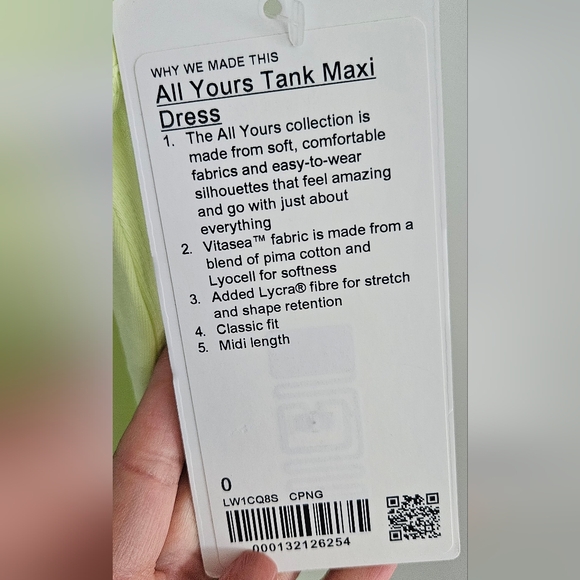 WHY WE MADE THIS
All Yours Tank Maxi
Dress
1. The All Yours collection is
made from soft, comfortable
fabrics and easy-to-wear
silhouettes that feel amazing
and go with just about
everything
2. Vitasea™ fabric is made from a
blend of pima cotton and
Lyocell for softness
3. Added Lycra® fibre for stretch
and shape retention
4. Classic fit
5. Midi length
0
LW1CQ8S CPNG
000132126254